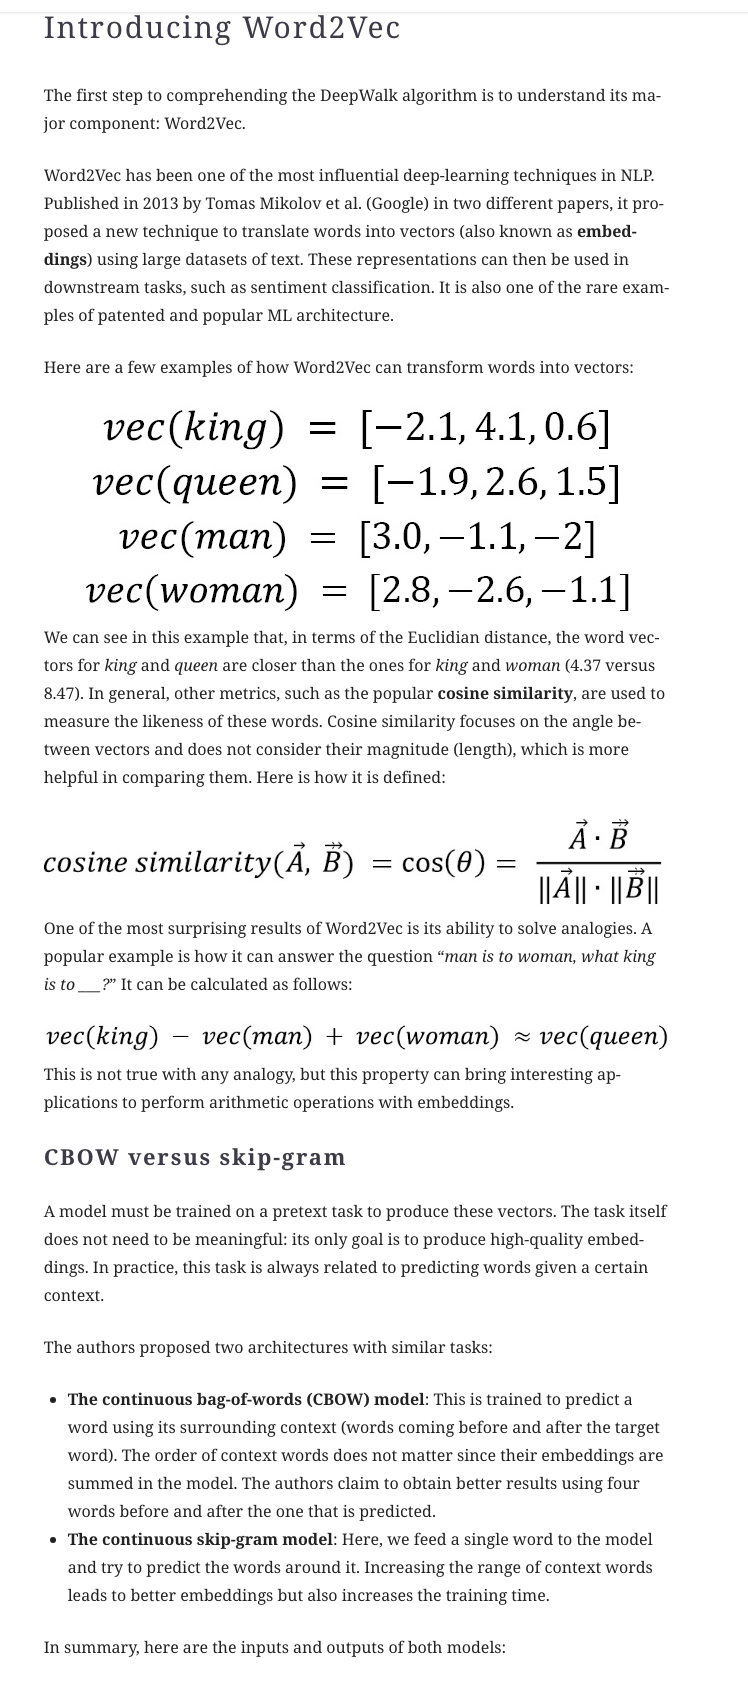 Introducing Word2Vec
The first step to comprehending the DeepWalk algorithm is to understand its ma-
jor component: Word2Vec.
Word2Vec has been one of the most influential deep-learning techniques in NLP.
Published in 2013 by Tomas Mikolov et al. (Google) in two different papers, it pro-
posed a new technique to translate words into vectors (also known as embed-
dings) using large datasets of text. These representations can then be used in
downstream tasks, such as sentiment classification. It is also one of the rare exam-
ples of patented and popular ML architecture.
Here are a few examples of how Word2Vec can transform words into vectors:
vec(king) = [−2.1, 4.1, 0.6]
vec(queen) = [−1.9, 2.6, 1.5]
vec(man) = [3.0, −1.1, −2]
vec(woman) = [2.8, −2.6, −1.1]
We can see in this example that, in terms of the Euclidian distance, the word vec-
tors for king and queen are closer than the ones for king and woman (4.37 versus
8.47). In general, other metrics, such as the popular cosine similarity, are used to
measure the likeness of these words. Cosine similarity focuses on the angle be-
tween vectors and does not consider their magnitude (length), which is more
helpful in comparing them. Here is how it is defined:
cosine similarity(A⃗, B⃗) = cos(θ) = A⃗ · B⃗ / ||A⃗|| · ||B⃗||
One of the most surprising results of Word2Vec is its ability to solve analogies. A
popular example is how it can answer the question “man is to woman, what king
is to ___?” It can be calculated as follows:
vec(king) − vec(man) + vec(woman) ≈ vec(queen)
This is not true with any analogy, but this property can bring interesting ap-
plications to perform arithmetic operations with embeddings.
CBOW versus skip-gram
A model must be trained on a pretext task to produce these vectors. The task itself
does not need to be meaningful: its only goal is to produce high-quality embed-
dings. In practice, this task is always related to predicting words given a certain
context.
The authors proposed two architectures with similar tasks:
• The continuous bag-of-words (CBOW) model: This is trained to predict a
word using its surrounding context (words coming before and after the target
word). The order of context words does not matter since their embeddings are
summed in the model. The authors claim to obtain better results using four
words before and after the one that is predicted.
• The continuous skip-gram model: Here, we feed a single word to the model
and try to predict the words around it. Increasing the range of context words
leads to better embeddings but also increases the training time.
In summary, here are the inputs and outputs of both models: